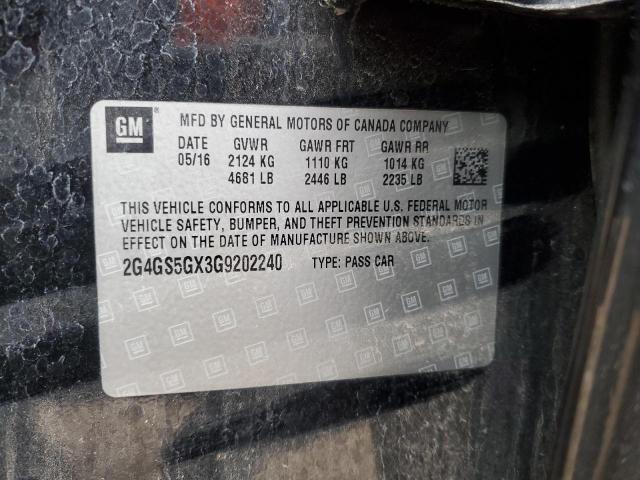 GM ® MFD BY GENERAL MOTORS OF CANADA COMPANY
DATE GVWR GAWR FRT GAWR RR
05/16 2124 KG 1110 KG 1014 KG
4681 LB 2446 LB 2235 LB
THIS VEHICLE CONFORMS TO ALL APPLICABLE U.S. FEDERAL MOTOR
VEHICLE SAFETY, BUMPER, AND THEFT PREVENTION STANDARDS IN
EFFECT ON THE DATE OF MANUFACTURE SHOWN ABOVE.
2G4GS5GX3G9202240 TYPE: PASS CAR